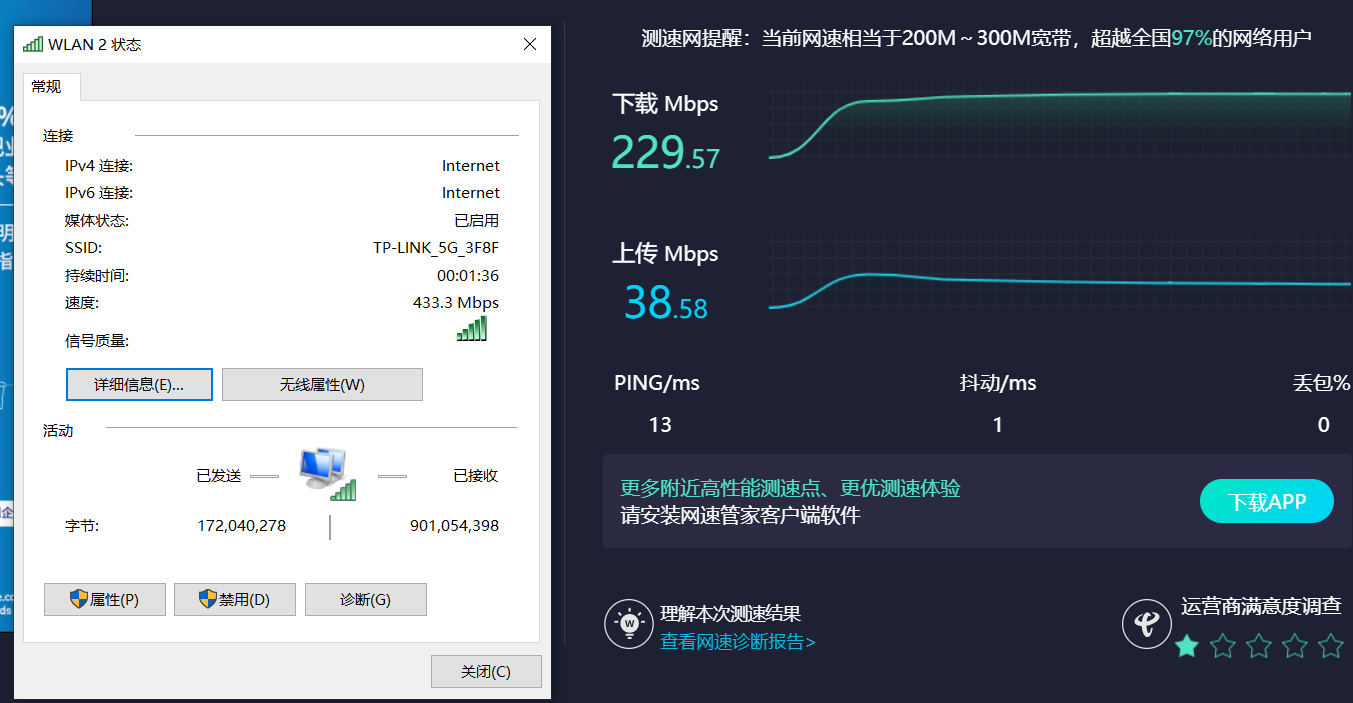 WLAN 2 状态
常规
连接
IPv4 连接: Internet
IPv6 连接: Internet
媒体状态: 已启用
SSID: TP-LINK_5G_3F8F
持续时间: 00:01:36
速度: 433.3 Mbps
信号质量:
详细信息(E)... 无线属性(W)
活动
已发送 已接收
字节: 172,040,278 901,054,398
属性(P) 禁用(D) 诊断(G)
关闭(C)
测速网提醒：当前网速相当于200M～300M宽带，超越全国97%的网络用户
下载 Mbps
229.57
上传 Mbps
38.58
PING/ms 抖动/ms 丢包%
13 1 0
更多附近高性能测速点、更优测速体验
请安装网速管家客户端软件
下载APP
理解本次测速结果
查看网速诊断报告>
运营商满意度调查
%
明
指
企
e.co
ds